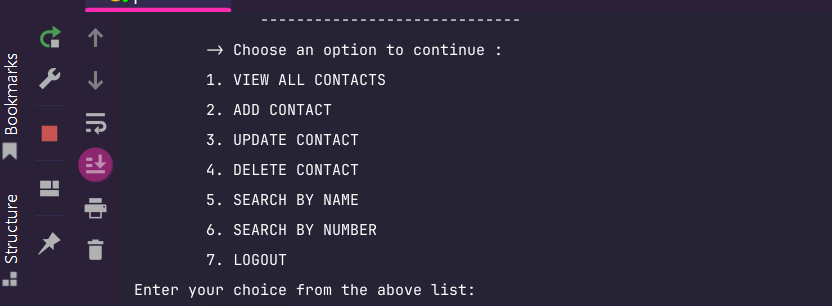 -----------------------------
-> Choose an option to continue :
1. VIEW ALL CONTACTS
2. ADD CONTACT
3. UPDATE CONTACT
4. DELETE CONTACT
5. SEARCH BY NAME
6. SEARCH BY NUMBER
7. LOGOUT
Enter your choice from the above list:
Bookmarks
Structure